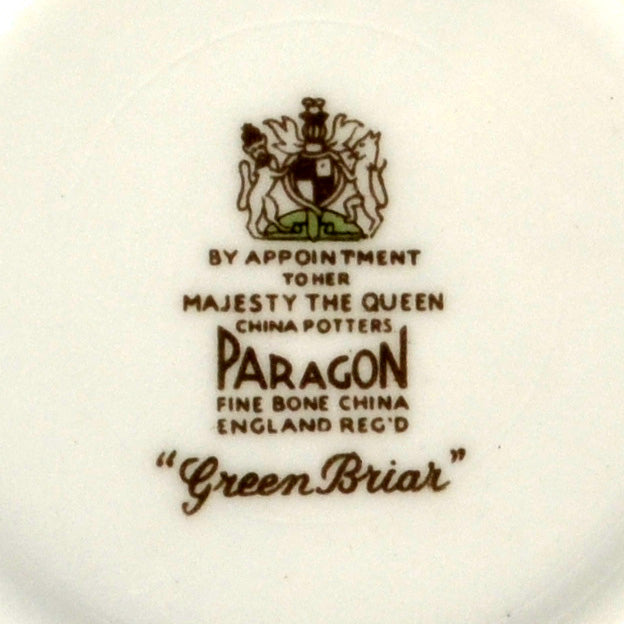 BY APPOINTMENT
TO HER
MAJESTY THE QUEEN
CHINA POTTERS
PARAGON
FINE BONE CHINA
ENGLAND REG'D
"Green Briar"